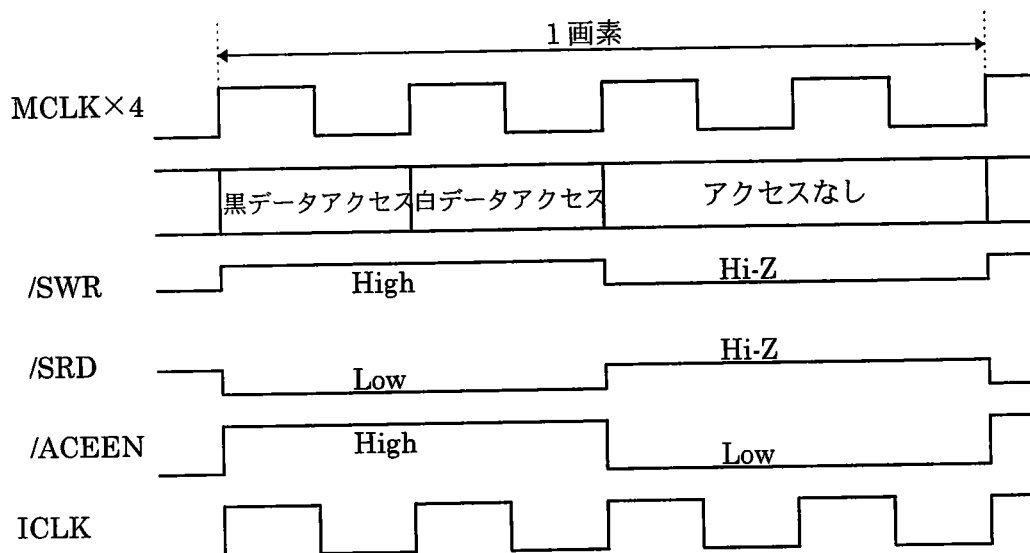 1画素
MCLK×4
黒データアクセス 白データアクセス アクセスなし
/SWR High Hi-Z
/SRD Low Hi-Z
/ACEEN High Low
ICLK